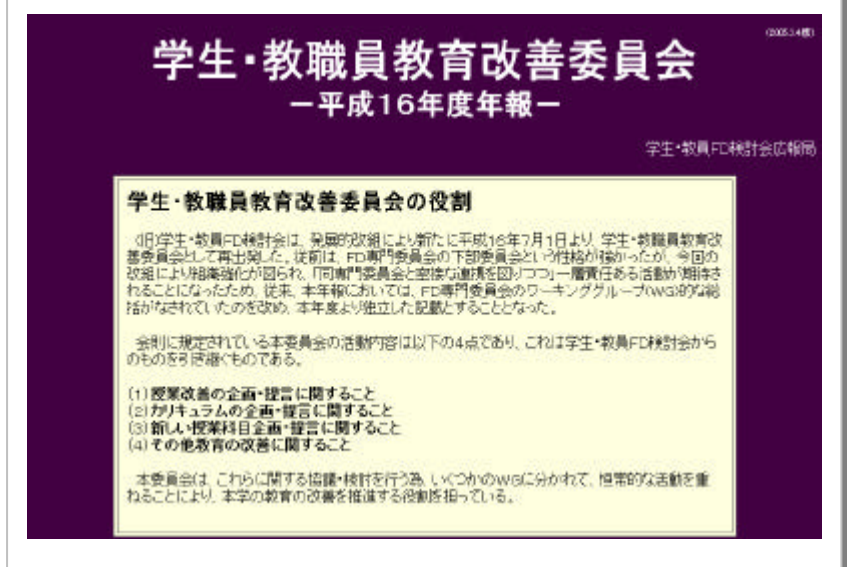 (2005.3.4版)
学生・教職員教育改善委員会
－平成16年度年報－
学生・教員FD検討会広報局
学生・教職員教育改善委員会の役割
(旧)学生・教員FD検討会は、発展的改組により新たに平成16年7月1日より、学生・教職員教育改
善委員会として再出発した。従前は、FD専門委員会の下部委員会という性格が強かったが、今回の
改組により組織強化が図られ、「同専門委員会と密接な連携を図りつつ」一層責任ある活動が期待さ
れることになったため、従来、本年報においては、FD専門委員会のワーキンググループ(WG)的な総
括がなされていたのを改め、本年度より独立した記載とすることとなった。
会則に規定されている本委員会の活動内容は以下の4点であり、これは学生・教員FD検討会から
のものを引き継ぐものである。
(1)授業改善の企画・提言に関すること
(2)カリキュラムの企画・提言に関すること
(3)新しい授業科目企画・提言に関すること
(4)その他教育の改善に関すること
本委員会は、これらに関する協議・検討を行う為、いくつかのWGに分かれて、恒常的な活動を重
ねることにより、本学の教育の改善を推進する役割を担っている。